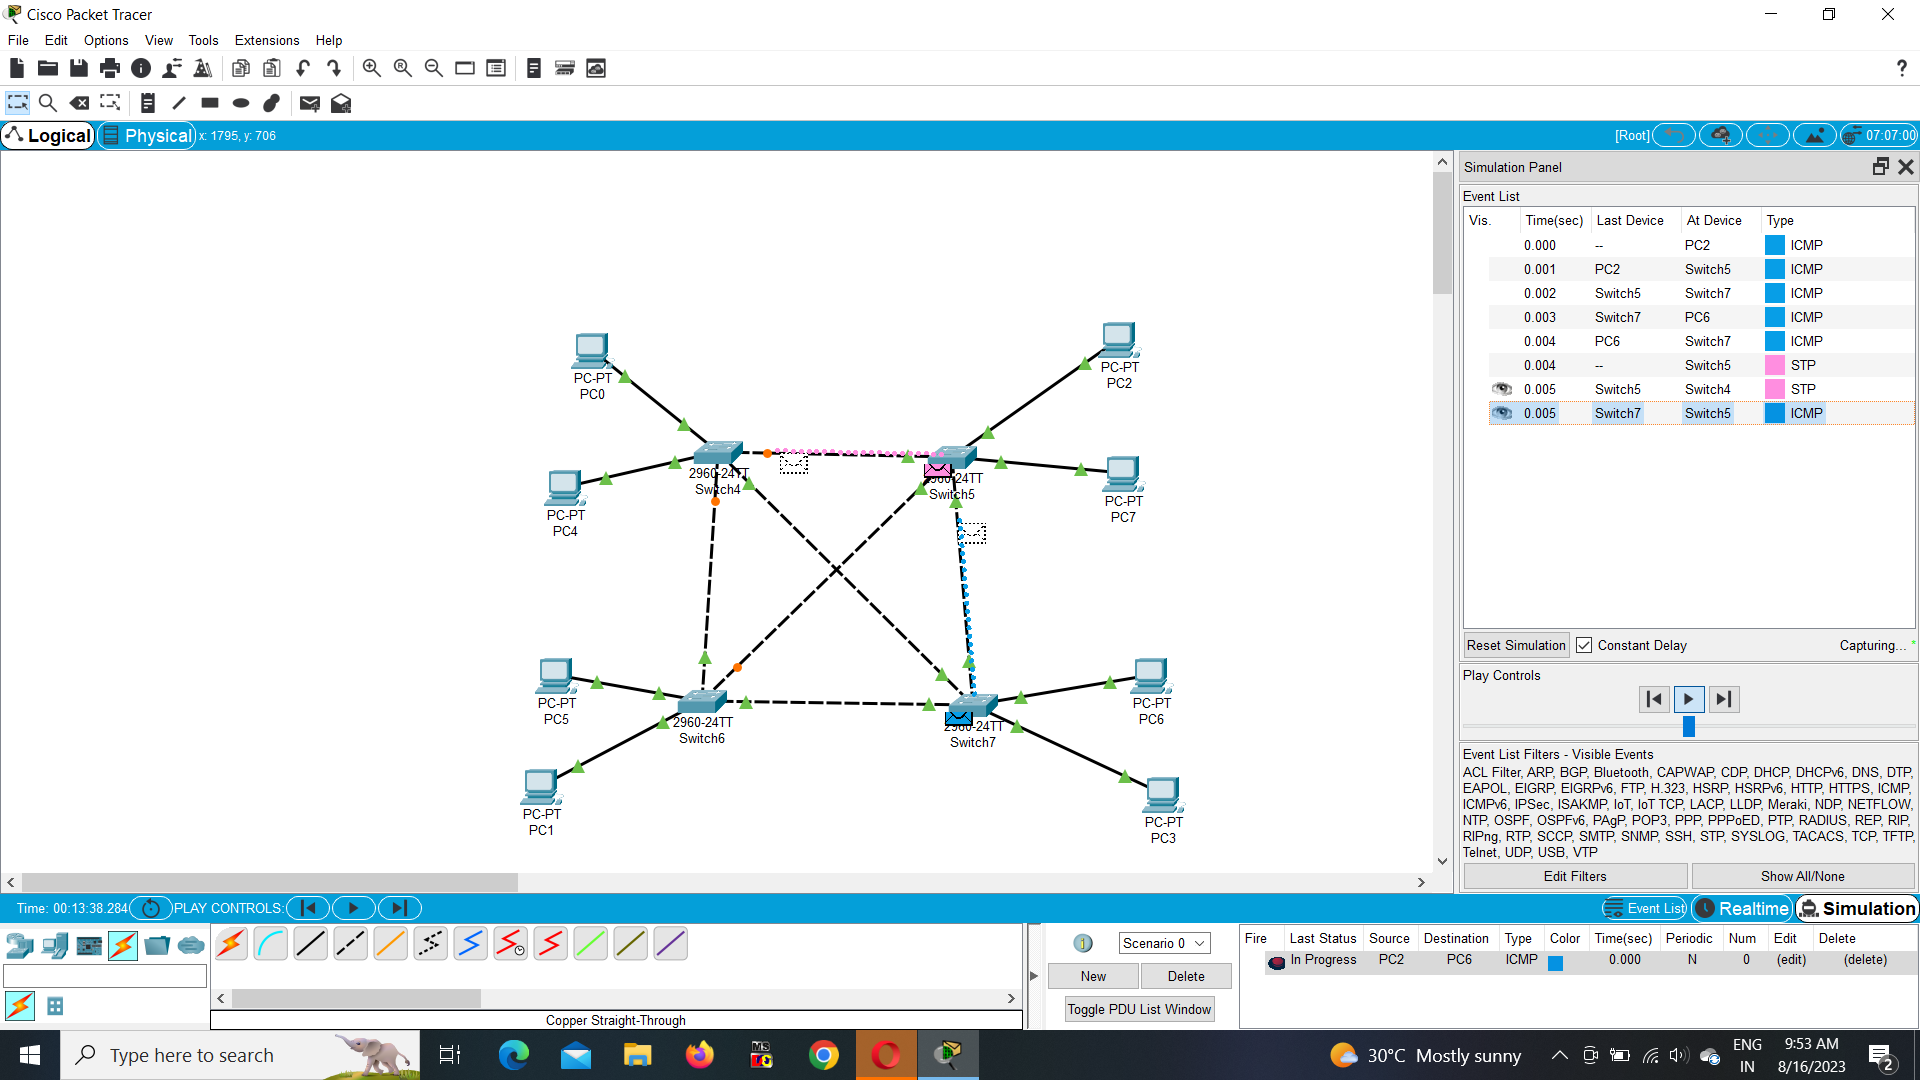 Cisco Packet Tracer
File Edit Options View Tools Extensions Help
Logical Physical x: 1795, y: 706 [Root] 07:07:00
Simulation Panel
Event List
Vis. Time(sec) Last Device At Device Type
0.000 -- PC2 ICMP
0.001 PC2 Switch5 ICMP
0.002 Switch5 Switch7 ICMP
0.003 Switch7 PC6 ICMP
0.004 PC6 Switch7 ICMP
0.004 -- Switch5 STP
0.005 Switch5 Switch4 STP
0.005 Switch7 Switch5 ICMP
Reset Simulation Constant Delay Capturing... *
Play Controls
Event List Filters - Visible Events
ACL Filter, ARP, BGP, Bluetooth, CAPWAP, CDP, DHCP, DHCPv6, DNS, DTP,
EAPOL, EIGRP, EIGRPv6, FTP, H.323, HSRP, HSRPv6, HTTP, HTTPS, ICMP,
ICMPv6, IPSec, ISAKMP, IoT, IoT TCP, LACP, LLDP, Meraki, NDP, NETFLOW,
NTP, OSPF, OSPFv6, PAgP, POP3, PPP, PPPoED, PTP, RADIUS, REP, RIP,
RIPng, RTP, SCCP, SMTP, SNMP, SSH, STP, SYSLOG, TACACS, TCP, TFTP,
Telnet, UDP, USB, VTP
Edit Filters Show All/None
PC-PT
PC0
PC-PT
PC2
2960-24TT
Switch4
2960-24TT
Switch5
PC-PT
PC4
PC-PT
PC7
PC-PT
PC5
PC-PT
PC6
2960-24TT
Switch6
2960-24TT
Switch7
PC-PT
PC1
PC-PT
PC3
Time: 00:13:38.284 PLAY CONTROLS: Event List Realtime Simulation
Copper Straight-Through
Scenario 0
New Delete
Toggle PDU List Window
Fire Last Status Source Destination Type Color Time(sec) Periodic Num Edit Delete
In Progress PC2 PC6 ICMP 0.000 N 0 (edit) (delete)
Type here to search
30°C Mostly sunny
ENG
IN
9:53 AM
8/16/2023
2